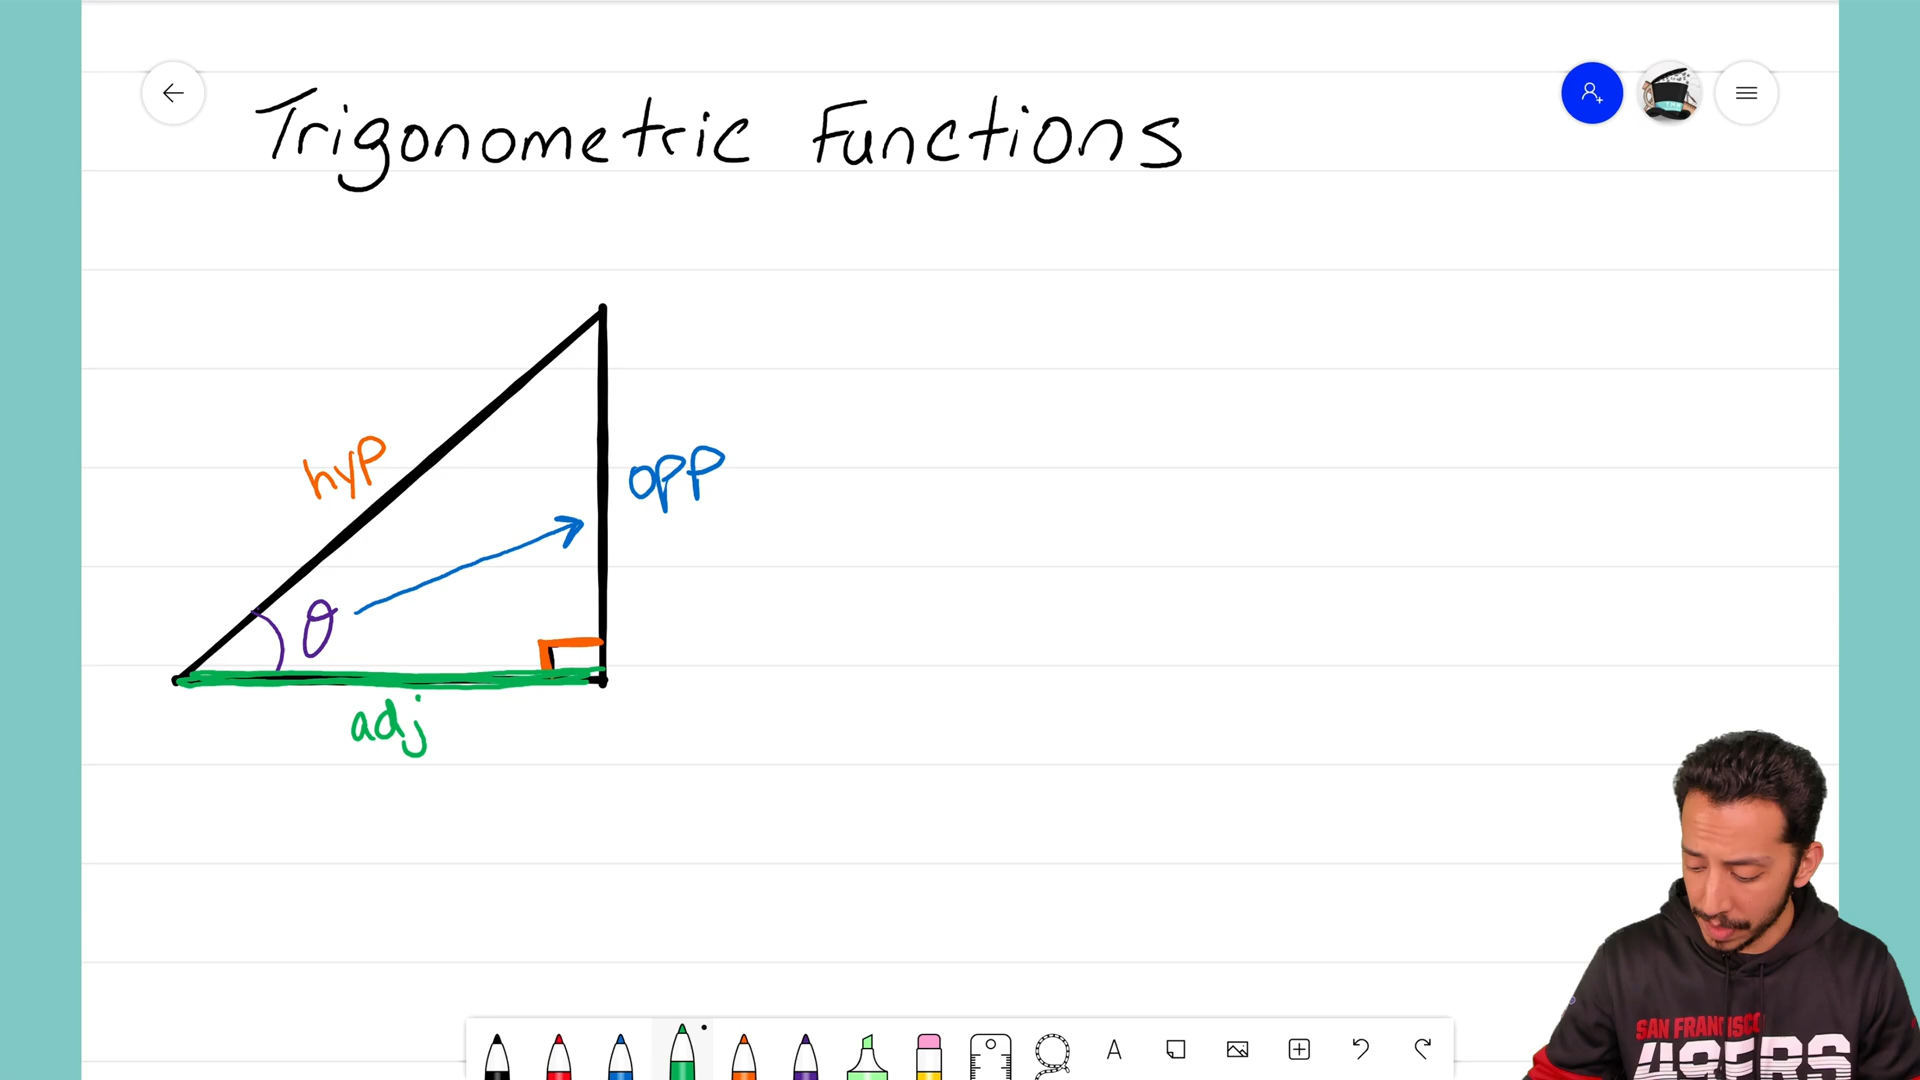 Trigonometric Functions
hyp
opp
θ
adj
A
SAN FRANCISCO
49ERS